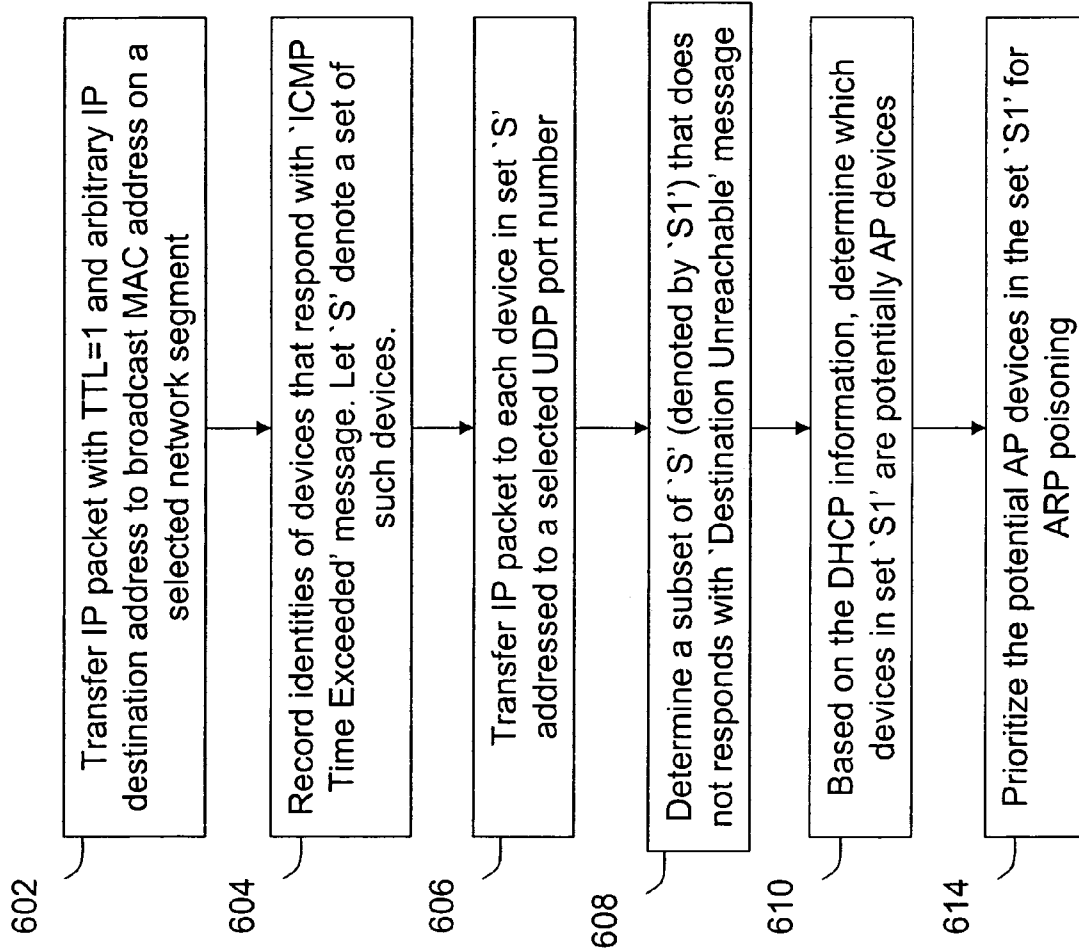 602
Transfer IP packet with TTL=1 and arbitrary IP
destination address to broadcast MAC address on a
selected network segment
604
Record identities of devices that respond with `ICMP
Time Exceeded' message. Let `S' denote a set of
such devices.
606
Transfer IP packet to each device in set `S'
addressed to a selected UDP port number
608
Determine a subset of `S' (denoted by `S1') that does
not responds with `Destination Unreachable' message
610
Based on the DHCP information, determine which
devices in set `S1' are potentially AP devices
614
Prioritize the potential AP devices in the set `S1' for
ARP poisoning